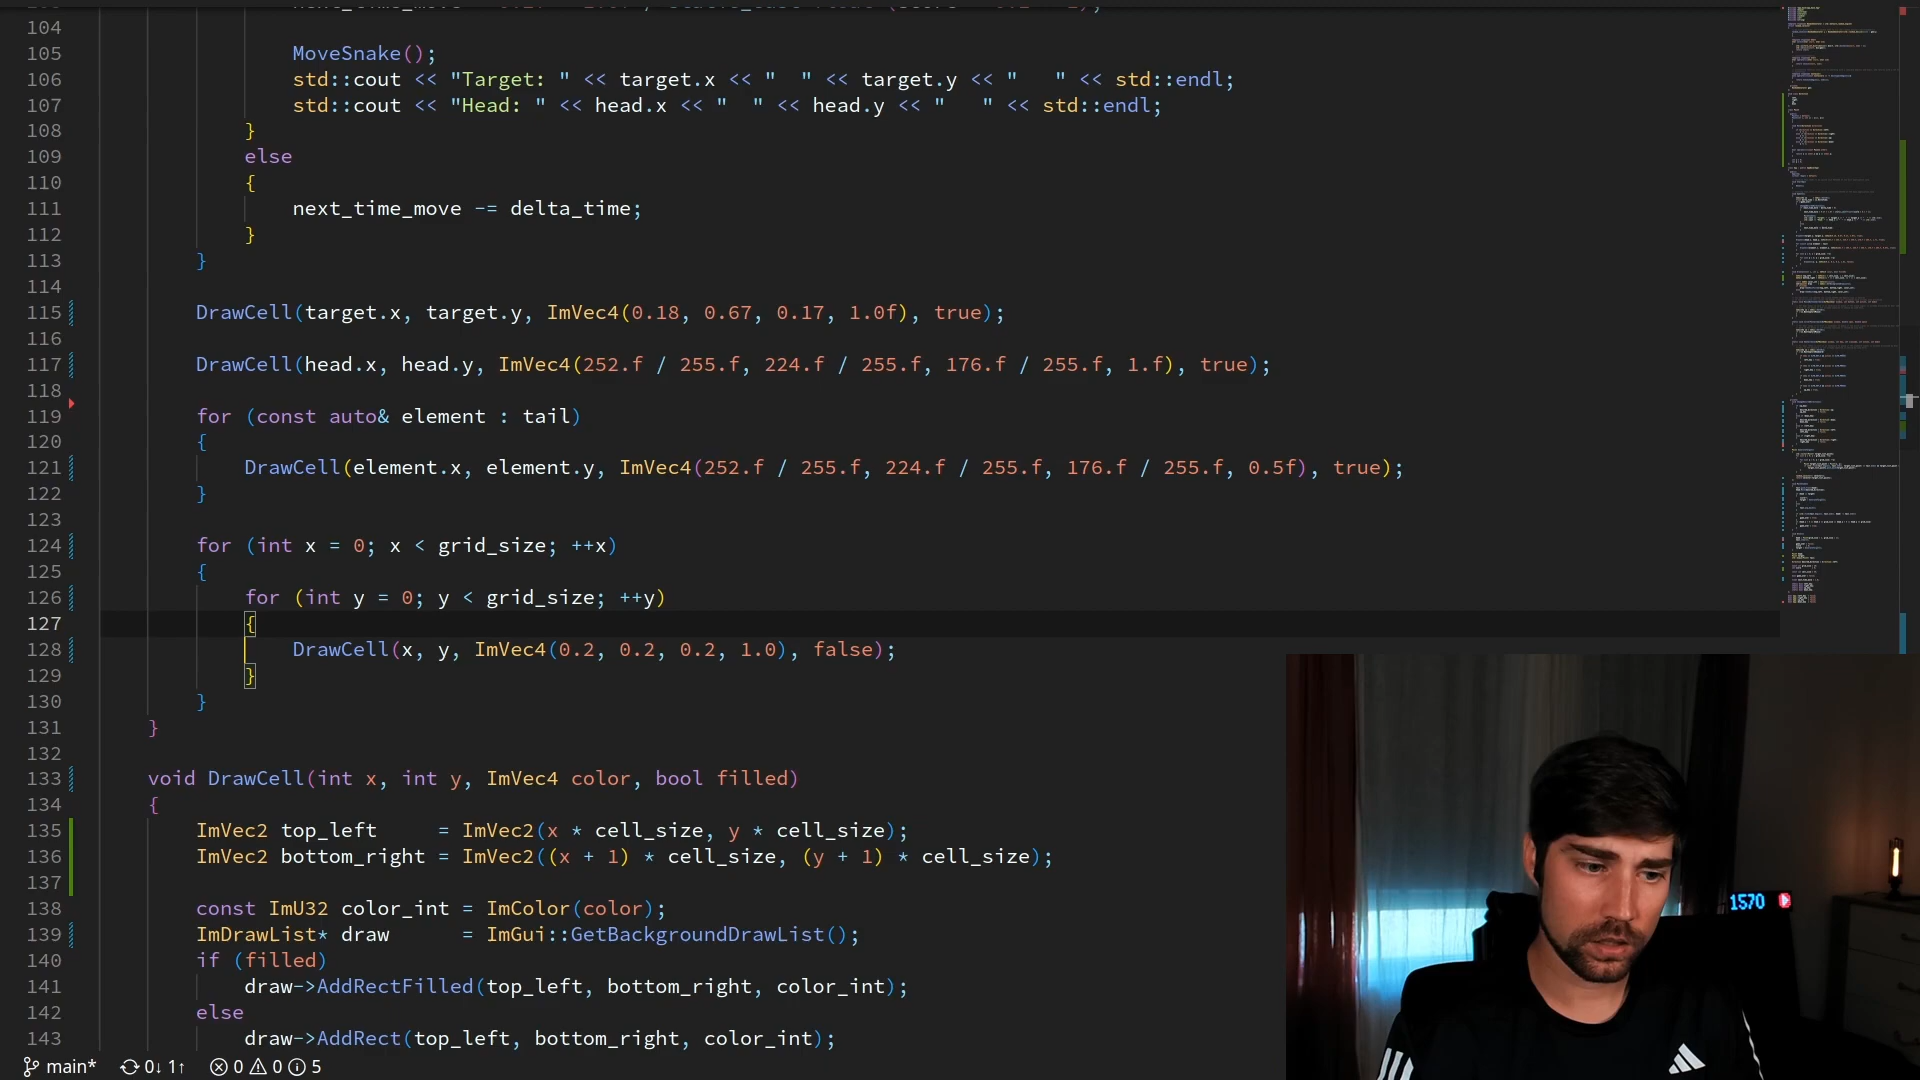 104
105 MoveSnake();
106 std::cout << "Target: " << target.x << "  " << target.y << "   " << std::endl;
107 std::cout << "Head: " << head.x << "  " << head.y << "   " << std::endl;
108 }
109 else
110 {
111 next_time_move -= delta_time;
112 }
113 }
114
115 DrawCell(target.x, target.y, ImVec4(0.18, 0.67, 0.17, 1.0f), true);
116
117 DrawCell(head.x, head.y, ImVec4(252.f / 255.f, 224.f / 255.f, 176.f / 255.f, 1.f), true);
118
119 for (const auto& element : tail)
120 {
121 DrawCell(element.x, element.y, ImVec4(252.f / 255.f, 224.f / 255.f, 176.f / 255.f, 0.5f), true);
122 }
123
124 for (int x = 0; x < grid_size; ++x)
125 {
126 for (int y = 0; y < grid_size; ++y)
127 {
128 DrawCell(x, y, ImVec4(0.2, 0.2, 0.2, 1.0), false);
129 }
130 }
131 }
132
133 void DrawCell(int x, int y, ImVec4 color, bool filled)
134 {
135 ImVec2 top_left     = ImVec2(x * cell_size, y * cell_size);
136 ImVec2 bottom_right = ImVec2((x + 1) * cell_size, (y + 1) * cell_size);
137
138 const ImU32 color_int = ImColor(color);
139 ImDrawList* draw      = ImGui::GetBackgroundDrawList();
140 if (filled)
141 draw->AddRectFilled(top_left, bottom_right, color_int);
142 else
143 draw->AddRect(top_left, bottom_right, color_int);
main* 0↓ 1↑ 0 0 5
1570